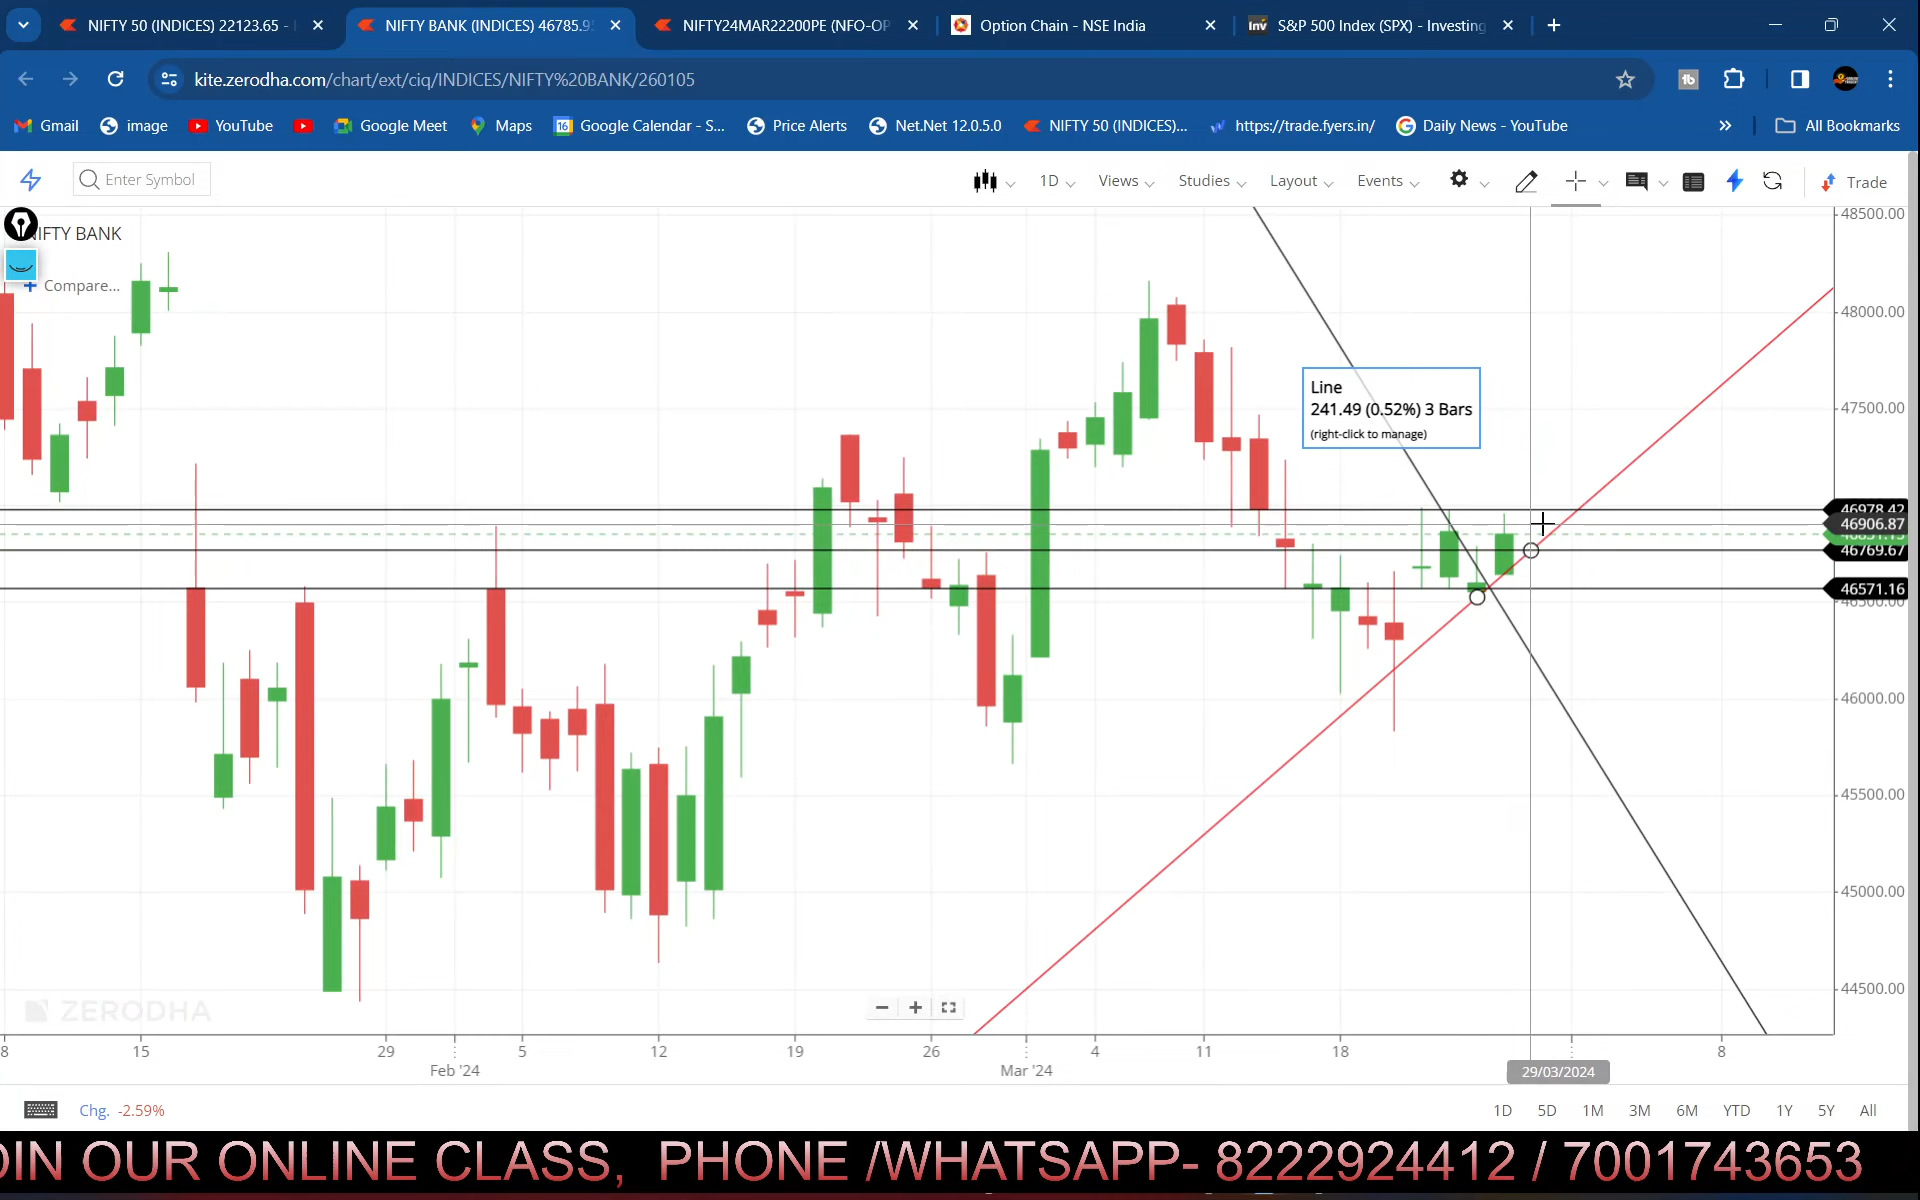 NIFTY 50 (INDICES) 22123.65 -
NIFTY BANK (INDICES) 46785.9
NIFTY24MAR22200PE (NFO-OP
Option Chain - NSE India
Inv S&P 500 Index (SPX) - Investing
kite.zerodha.com/chart/ext/ciq/INDICES/NIFTY%20BANK/260105
Gmail
image
YouTube
Google Meet
Maps
16 Google Calendar - S...
Price Alerts
Net.Net 12.0.5.0
NIFTY 50 (INDICES)...
https://trade.fyers.in/
Daily News - YouTube
All Bookmarks
Enter Symbol
1D
Views
Studies
Layout
Events
Trade
NIFTY BANK
+ Compare...
48500.00
48000.00
47500.00
46978.42
46906.87
46769.67
46571.16
46500.00
46000.00
45500.00
45000.00
44500.00
Line
241.49 (0.52%) 3 Bars
(right-click to manage)
ZERODHA
8 15 29 5 12 19 26 4 11 18 8
Feb '24 Mar '24 29/03/2024
Chg. -2.59%
1D 5D 1M 3M 6M YTD 1Y 5Y All
OIN OUR ONLINE CLASS, PHONE /WHATSAPP- 8222924412 / 7001743653